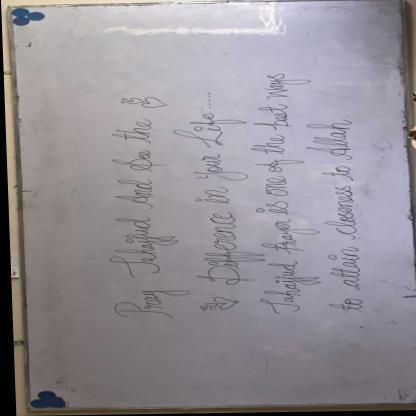 Pray Tahajjud And See the
Difference in Your Life.....
Tahajjud Prayer is one of the best ways
to attain closeness to Allah.